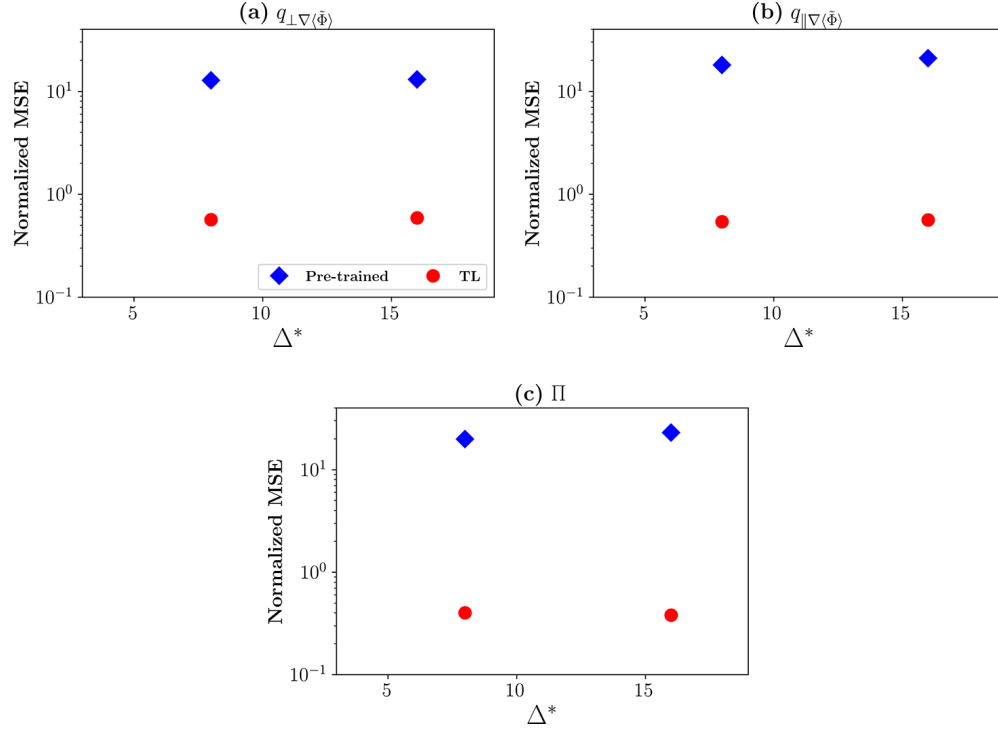 (a) $q_{\perp \nabla \langle \tilde{\Phi} \rangle}$
Normalized MSE
10^1
10^0
10^{-1}
5 10 15
Δ*
Pre-trained TL
(b) $q_{\parallel \nabla \langle \tilde{\Phi} \rangle}$
Normalized MSE
10^1
10^0
10^{-1}
5 10 15
Δ*
(c) Π
Normalized MSE
10^1
10^0
10^{-1}
5 10 15
Δ*